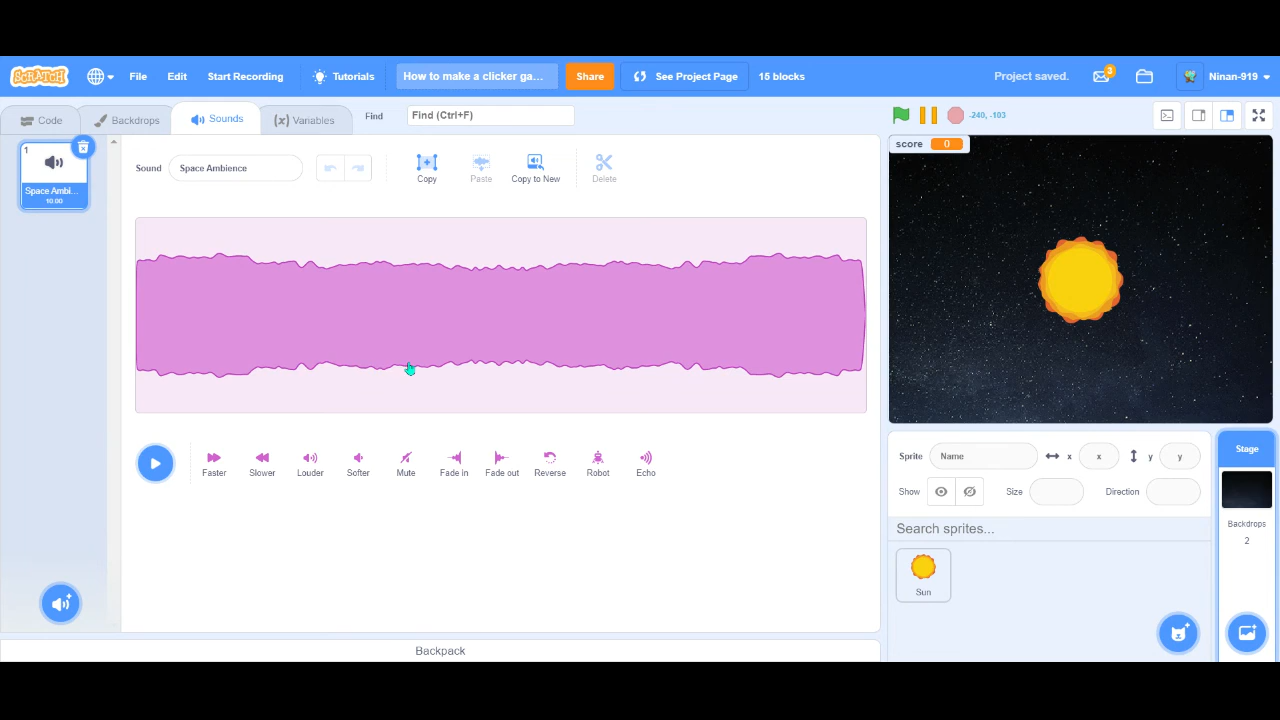 SCRATCH File Edit Start Recording Tutorials How to make a clicker ga... Share See Project Page 15 blocks Project saved. 3 Ninan-919
Code Backdrops Sounds Variables Find Find (Ctrl+F) -240, -103
1
Space Ambi...
10.00
Sound Space Ambience Copy Paste Copy to New Delete
score 0
Faster Slower Louder Softer Mute Fade in Fade out Reverse Robot Echo
Sprite Name x x y y
Show Size Direction
Search sprites...
Sun
Stage
Backdrops
2
Backpack